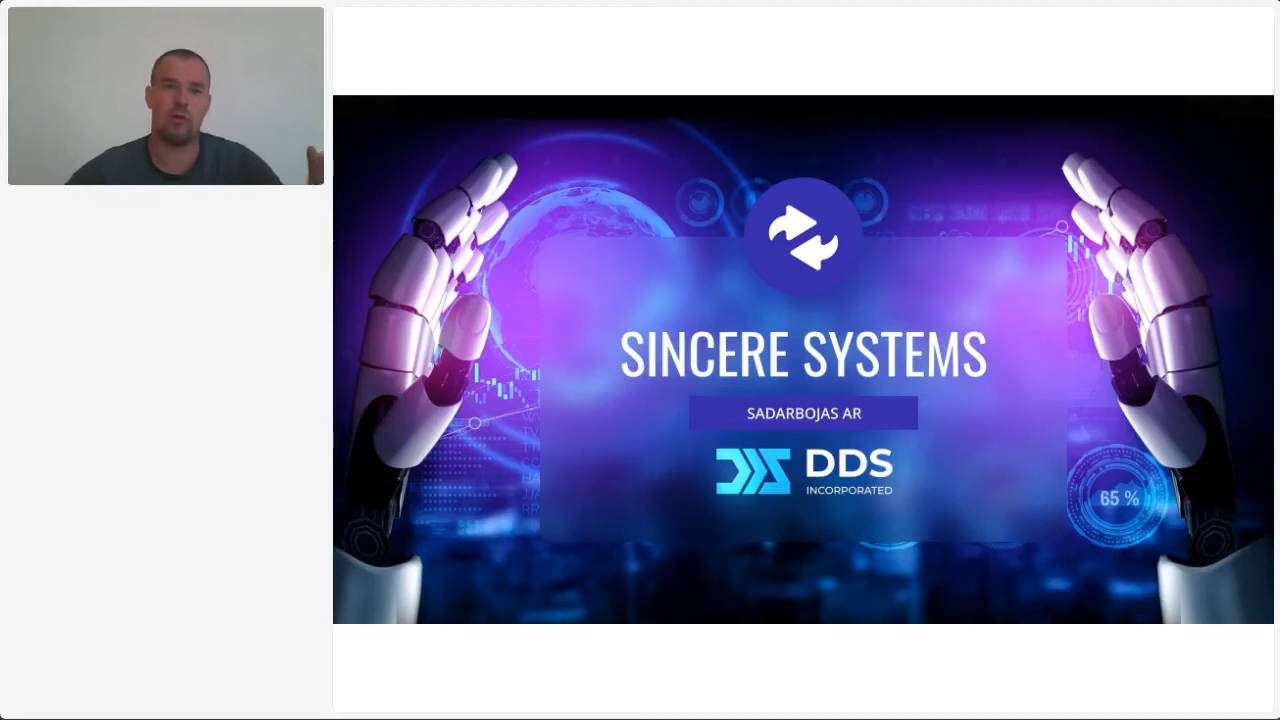 SINCERE SYSTEMS
SADARBOJAS AR
DDS
INCORPORATED
65 %